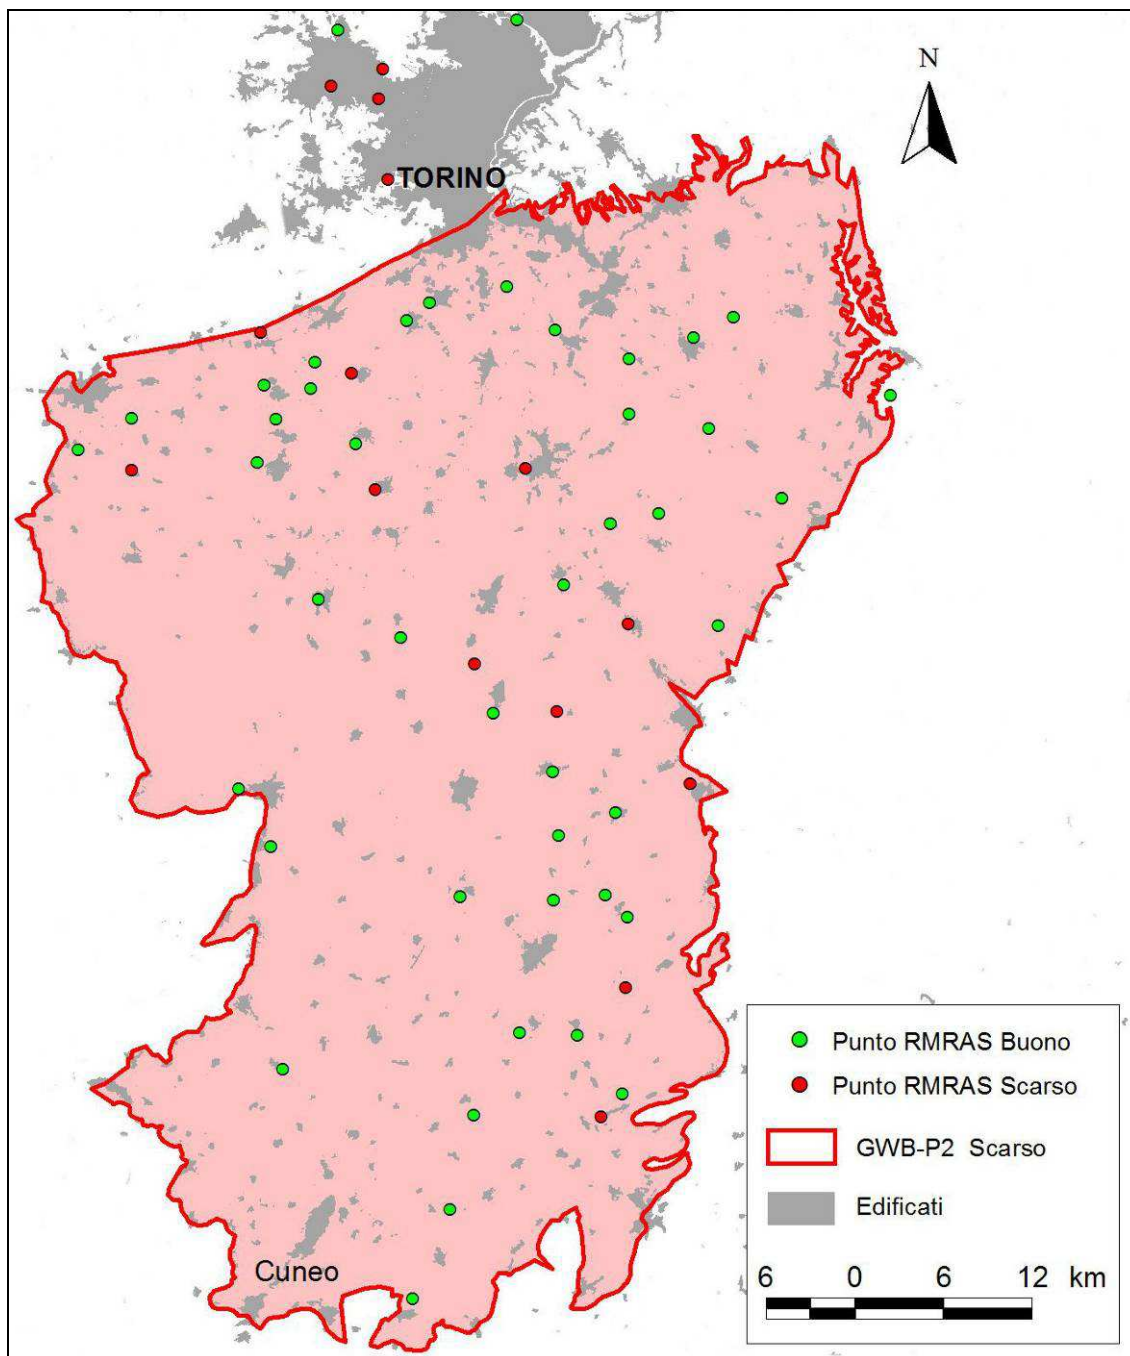 N
TORINO
Cuneo
Punto RMRAS Buono
Punto RMRAS Scarso
GWB-P2 Scarso
Edificati
6 0 6 12 km